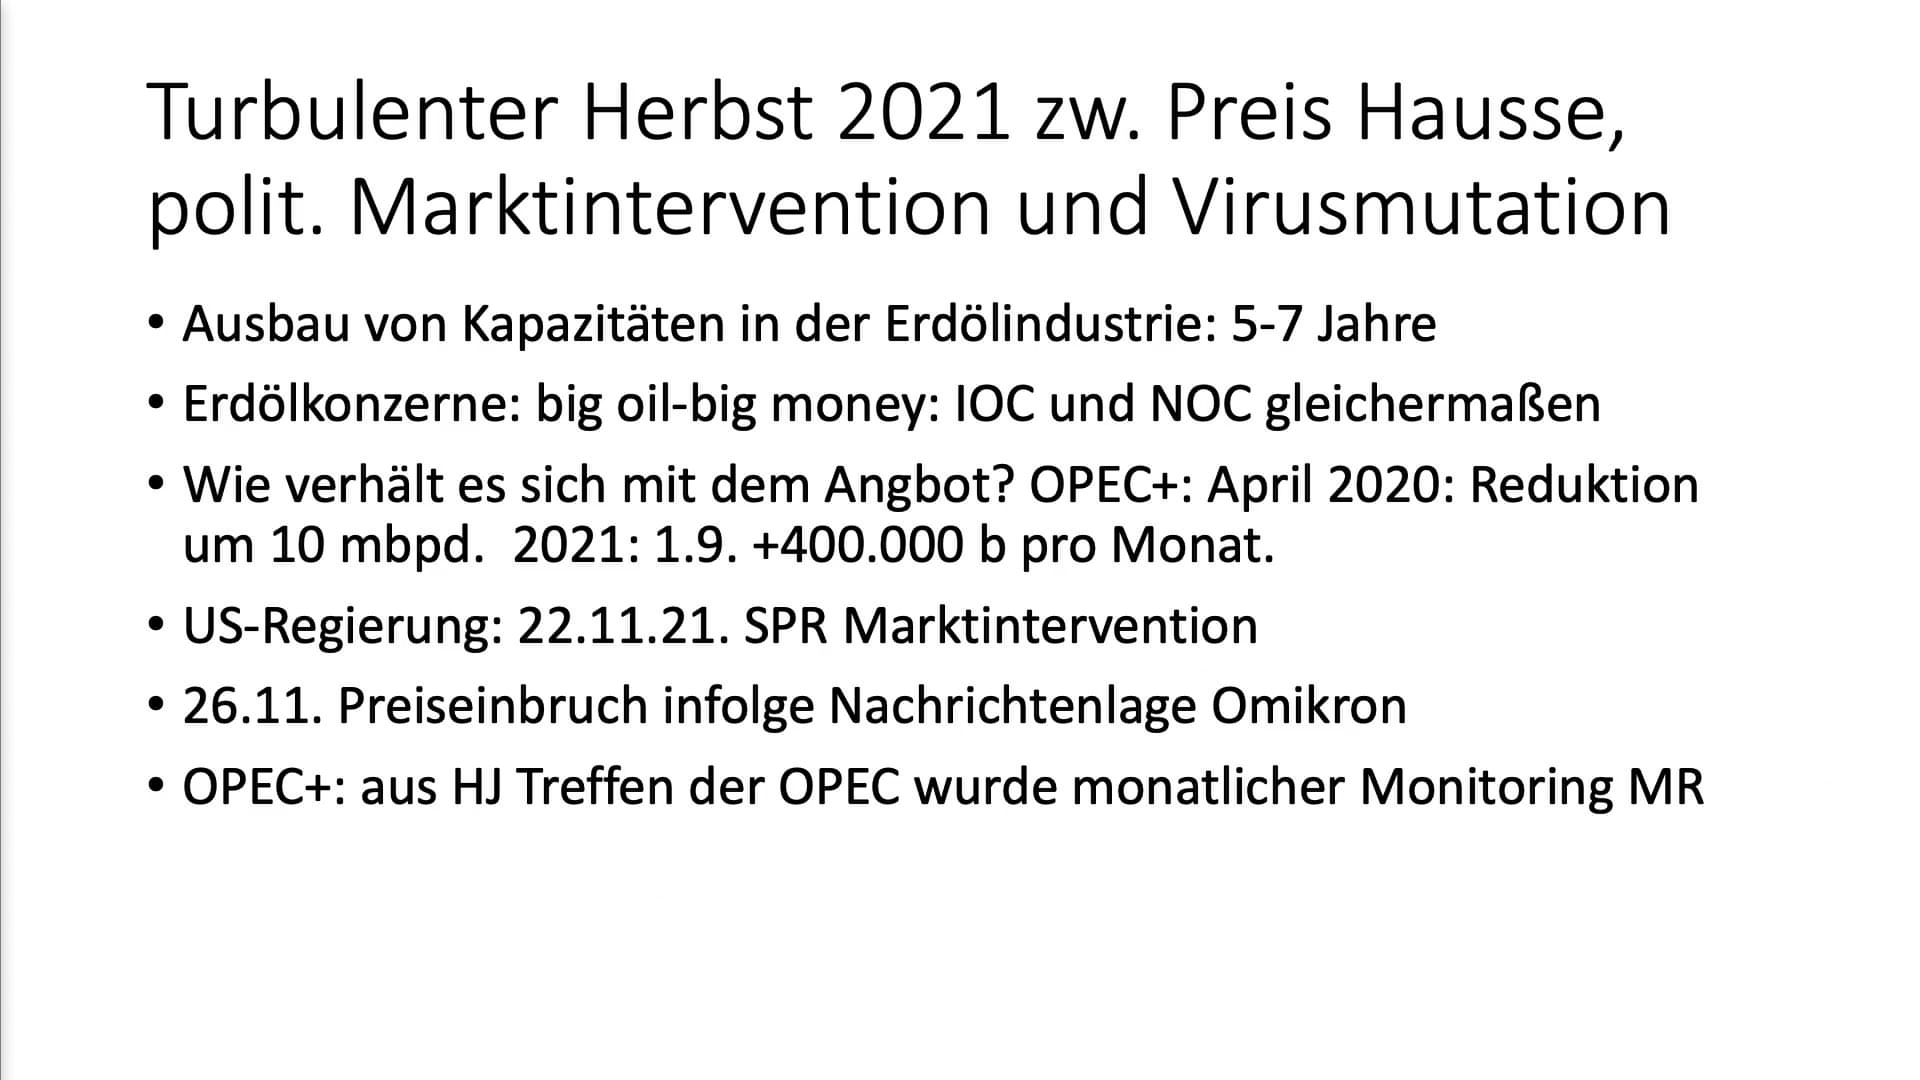 Turbulenter Herbst 2021 zw. Preis Hausse,
polit. Marktintervention und Virusmutation
• Ausbau von Kapazitäten in der Erdölindustrie: 5-7 Jahre
• Erdölkonzerne: big oil-big money: IOC und NOC gleichermaßen
• Wie verhält es sich mit dem Angbot? OPEC+: April 2020: Reduktion
um 10 mbpd.  2021: 1.9. +400.000 b pro Monat.
• US-Regierung: 22.11.21. SPR Marktintervention
• 26.11. Preiseinbruch infolge Nachrichtenlage Omikron
• OPEC+: aus HJ Treffen der OPEC wurde monatlicher Monitoring MR